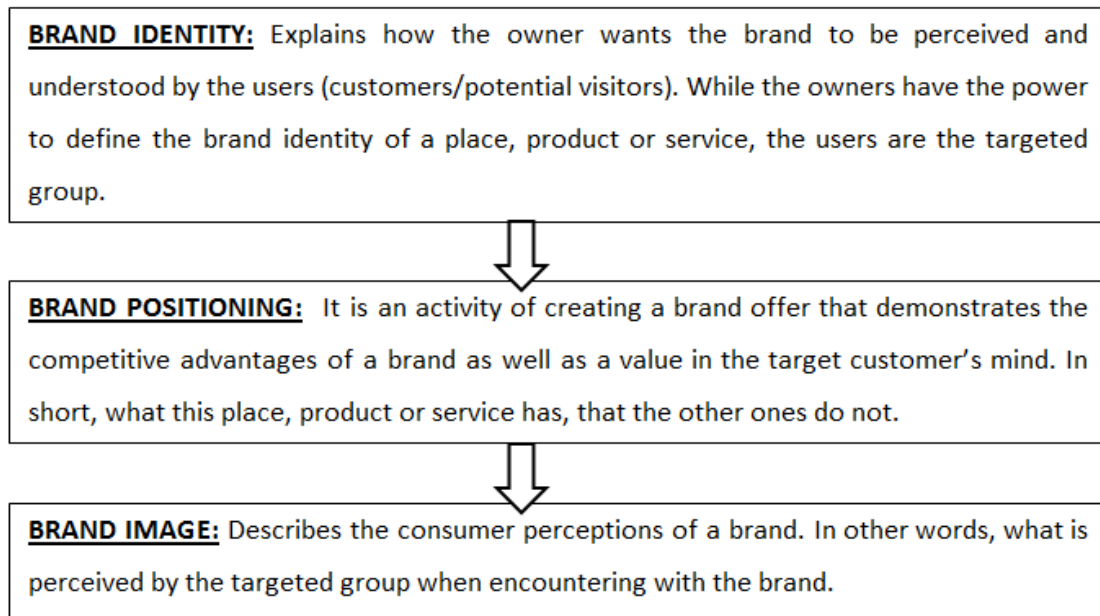 BRAND IDENTITY: Explains how the owner wants the brand to be perceived and
understood by the users (customers/potential visitors). While the owners have the power
to define the brand identity of a place, product or service, the users are the targeted
group.
BRAND POSITIONING: It is an activity of creating a brand offer that demonstrates the
competitive advantages of a brand as well as a value in the target customer’s mind. In
short, what this place, product or service has, that the other ones do not.
BRAND IMAGE: Describes the consumer perceptions of a brand. In other words, what is
perceived by the targeted group when encountering with the brand.